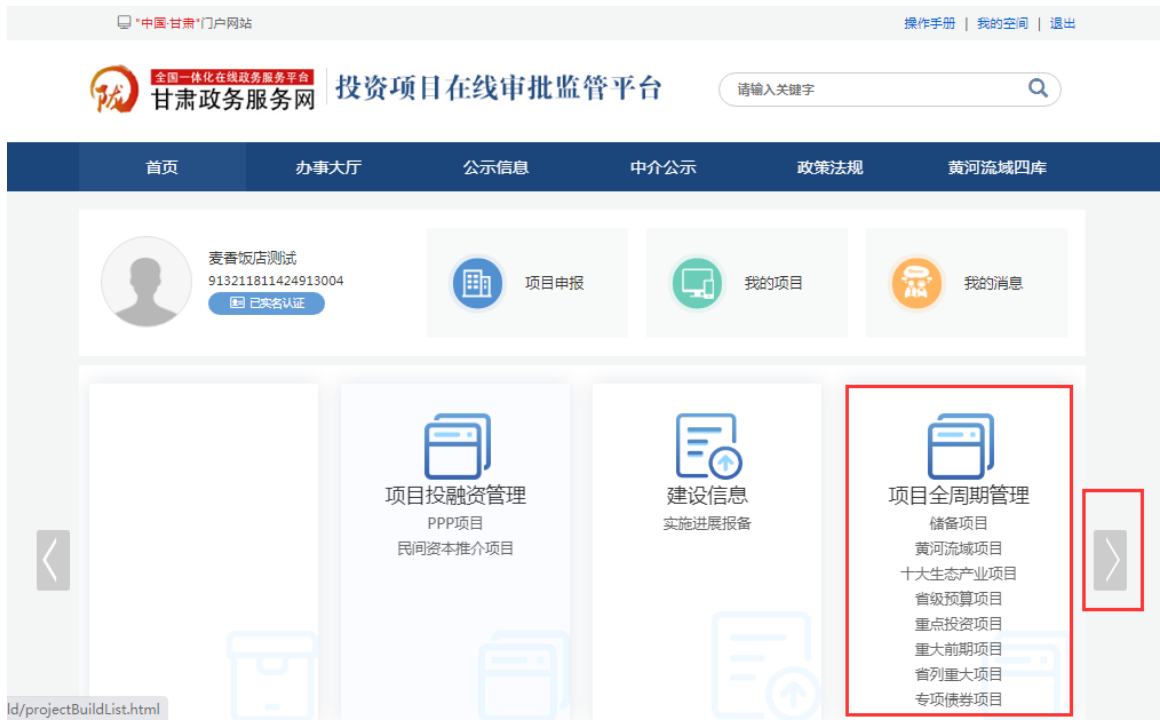 "中国·甘肃"门户网站
操作手册 | 我的空间 | 退出
全国一体化在线政务服务平台
甘肃政务服务网
投资项目在线审批监管平台
请输入关键字
首页 办事大厅 公示信息 中介公示 政策法规 黄河流域四库
麦香饭店测试
913211811424913004
已实名认证
项目申报
我的项目
我的消息
项目投融资管理
PPP项目
民间资本推介项目
建设信息
实施进展报备
项目全周期管理
储备项目
黄河流域项目
十大生态产业项目
省级预算项目
重点投资项目
重大前期项目
省列重大项目
专项债券项目
ld/projectBuildList.html